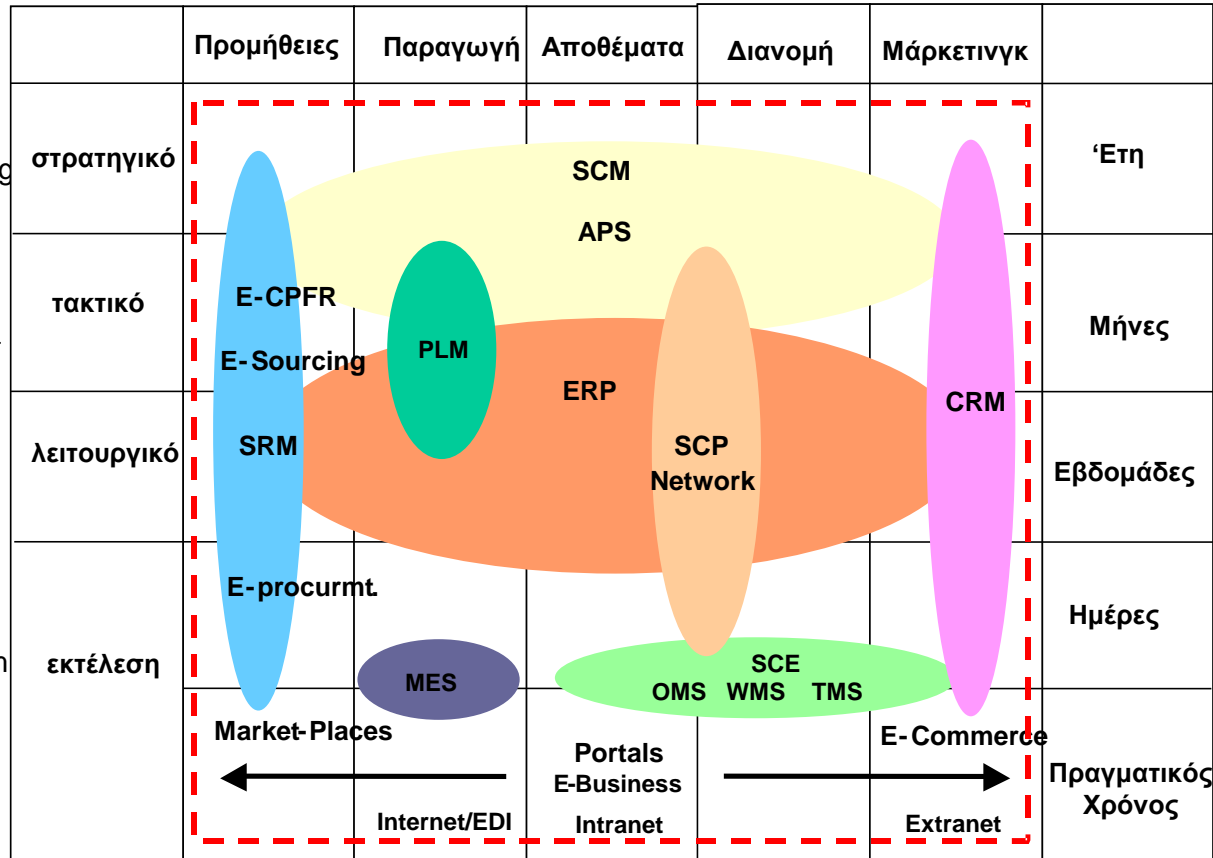 Προμήθειες Παραγωγή Αποθέματα Διανομή Μάρκετινγκ
στρατηγικό
g
SCM
‘Ετη
APS
τακτικό
E-CPFR
Μήνες
E-Sourcing
PLM
ERP
CRM
λειτουργικό
SRM
SCP
Network
Εβδομάδες
E-procurmt.
Ημέρες
εκτέλεση
n
MES
SCE
OMS WMS TMS
Market-Places
E-Commerce
Portals
E-Business
Πραγματικός
Χρόνος
Internet/EDI
Intranet
Extranet